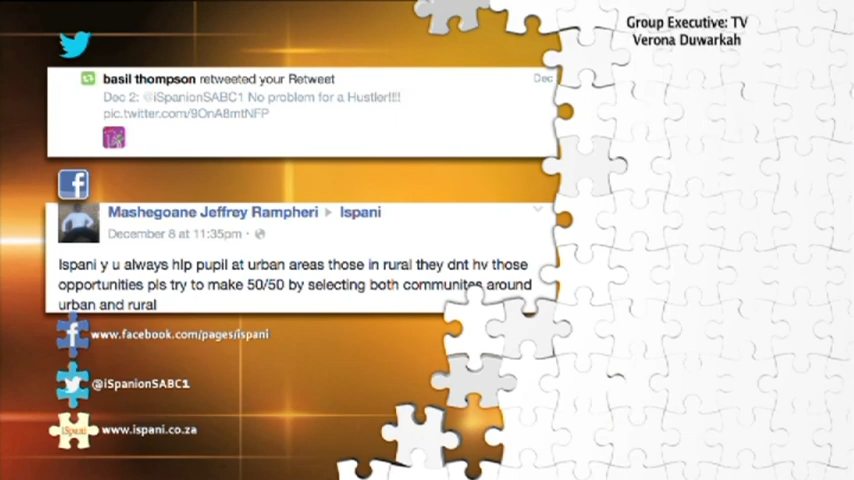 Group Executive: TV
Verona Duwarkah
basil thompson retweeted your Retweet
Dec
Dec 2: @iSpanionSABC1 No problem for a Hustler!!!!
pic.twitter.com/9OnA8mtNFP
Mashegoane Jeffrey Rampheri ▸ Ispani
December 8 at 11:35pm ·
Ispani y u always hlp pupil at urban areas those in rural they dnt hv those
opportunities pls try to make 50/50 by selecting both communites around
urban and rural
www.facebook.com/pages/ispani
@iSpanionSABC1
iSpani
www.ispani.co.za